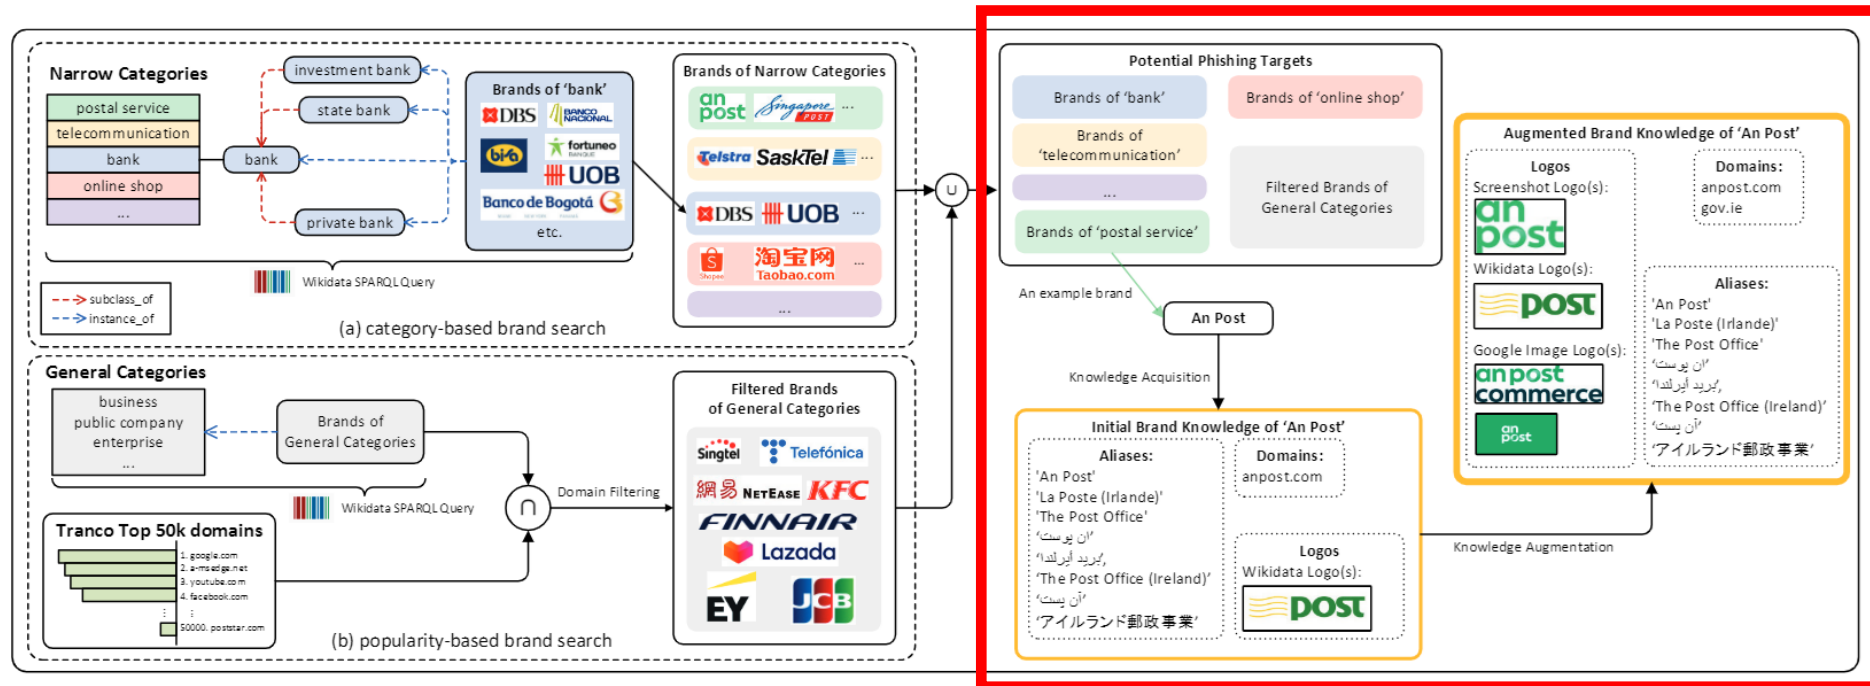 Narrow Categories
postal service
telecommunication
bank
online shop
...
bank
investment bank
state bank
private bank
Brands of ‘bank’
DBS
BANCO
NACIONAL
fortuneo
BANQUE
UOB
Banco de Bogotá
etc.
Wikidata SPARQL Query
subclass_of
instance_of
(a) category-based brand search
Brands of Narrow Categories
an
post
Singapore
POST
...
Telstra
SaskTel
...
DBS
UOB
...
Shopee
淘宝网
Taobao.com
...
...
General Categories
business
public company
enterprise
...
Brands of
General Categories
Wikidata SPARQL Query
Tranco Top 50k domains
1. google.com
2. a-msedge.net
3. youtube.com
4. facebook.com
⋮
⋮
50000. poststar.com
∩
Domain Filtering
(b) popularity-based brand search
Filtered Brands
of General Categories
Singtel
Telefónica
網易 NETEASE
KFC
FINNAIR
Lazada
EY
JCB
∪
Potential Phishing Targets
Brands of ‘bank’
Brands of ‘online shop’
Brands of
‘telecommunication’
...
Filtered Brands of
General Categories
Brands of ‘postal service’
An example brand
An Post
Knowledge Acquisition
Initial Brand Knowledge of ‘An Post’
Aliases:
'An Post'
'La Poste (Irlande)'
'The Post Office'
‘ان بوست’
‘بريد أيرلندا’,
‘The Post Office (Ireland)’
‘آن پست’
‘アイルランド郵政事業’
Domains:
anpost.com
Logos
Wikidata Logo(s):
POST
Knowledge Augmentation
Augmented Brand Knowledge of ‘An Post’
Logos
Screenshot Logo(s):
an
post
Wikidata Logo(s):
POST
Google Image Logo(s):
an post
commerce
an
post
Domains:
anpost.com
gov.ie
Aliases:
'An Post'
'La Poste (Irlande)'
'The Post Office'
‘ان بوست’
‘بريد أيرلندا’,
‘The Post Office (Ireland)’
‘آن پست’
‘アイルランド郵政事業’